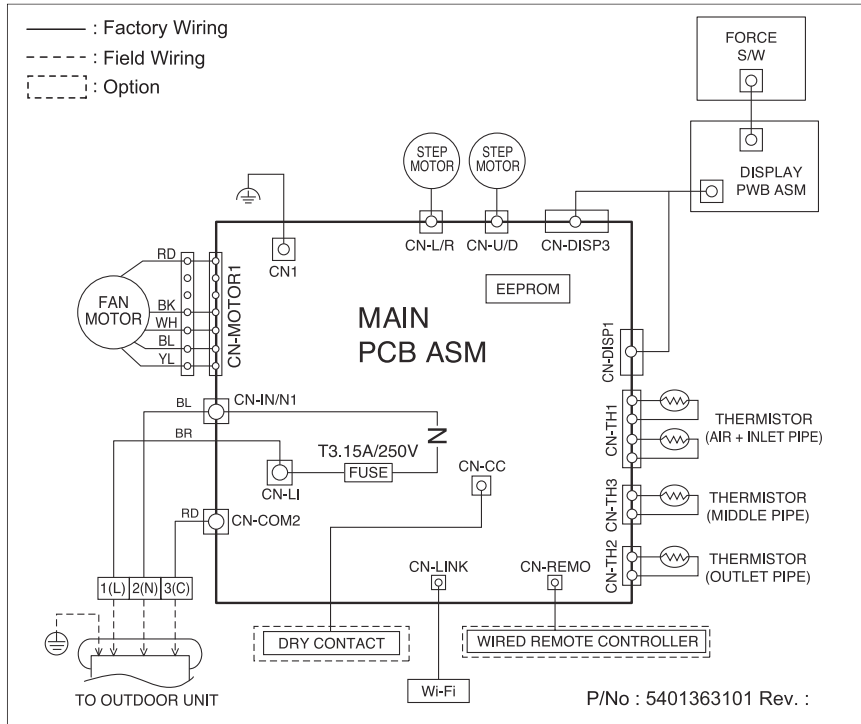 : Factory Wiring
: Field Wiring
: Option
FORCE
S/W
DISPLAY
PWB ASM
STEP
MOTOR
STEP
MOTOR
CN-L/R
CN-U/D
CN-DISP3
CN1
EEPROM
RD
BK
WH
BL
YL
FAN
MOTOR
CN-MOTOR1
MAIN
PCB ASM
CN-DISP1
CN-TH1
THERMISTOR
(AIR + INLET PIPE)
CN-TH3
THERMISTOR
(MIDDLE PIPE)
CN-TH2
THERMISTOR
(OUTLET PIPE)
BL
CN-IN/N1
BR
N
T3.15A/250V
FUSE
CN-LI
CN-CC
RD
CN-COM2
CN-LINK
CN-REMO
1(L)
2(N)
3(C)
DRY CONTACT
WIRED REMOTE CONTROLLER
Wi-Fi
TO OUTDOOR UNIT
P/No : 5401363101 Rev. :